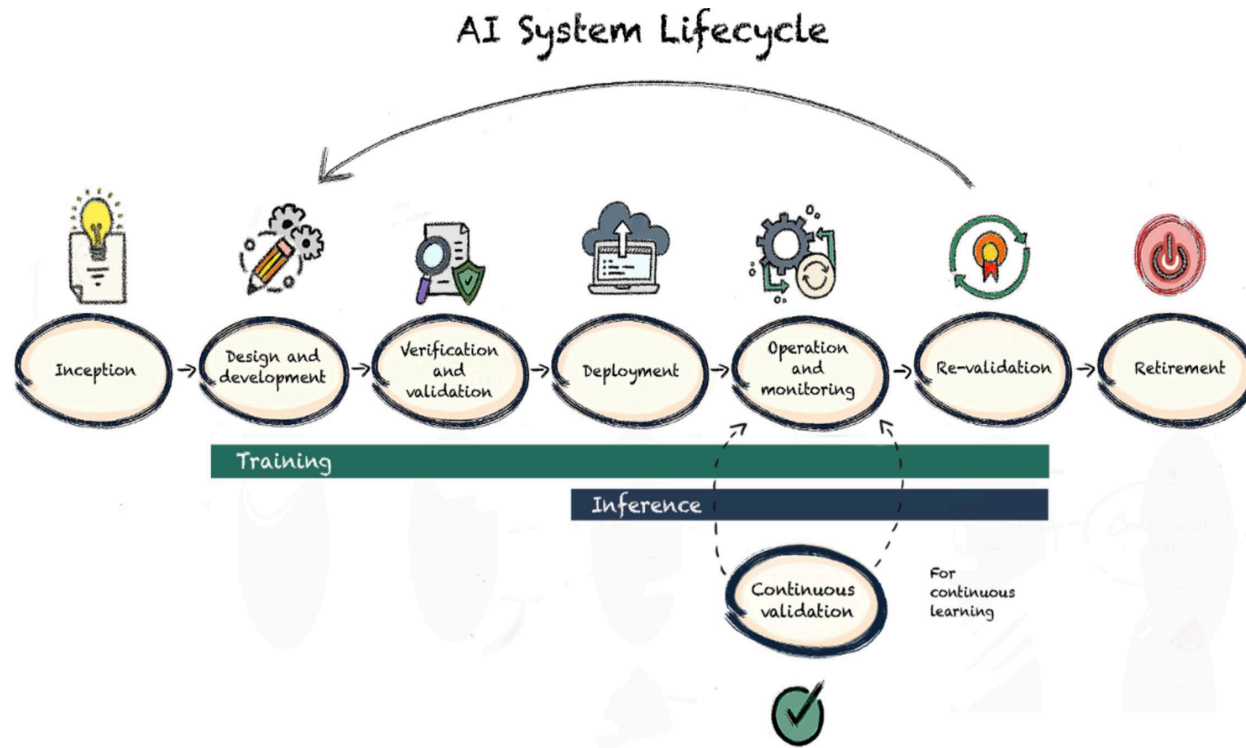 AI System Lifecycle
Inception
Design and
development
Verification
and
validation
Deployment
Operation
and
monitoring
Re-validation
Retirement
Training
Inference
Continuous
validation
For
continuous
learning